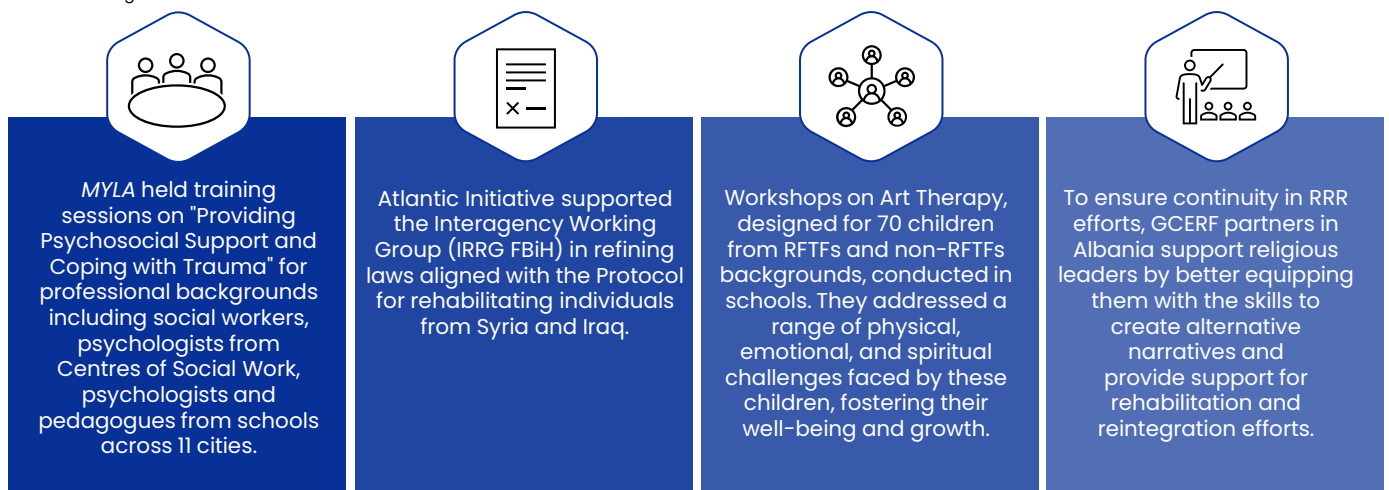 MYLA held training
sessions on "Providing
Psychosocial Support and
Coping with Trauma" for
professional backgrounds
including social workers,
psychologists from
Centres of Social Work,
psychologists and
pedagogues from schools
across 11 cities.
Atlantic Initiative supported
the Interagency Working
Group (IRRG FBiH) in refining
laws aligned with the Protocol
for rehabilitating individuals
from Syria and Iraq.
Workshops on Art Therapy,
designed for 70 children
from RFTFs and non-RFTFs
backgrounds, conducted in
schools. They addressed a
range of physical,
emotional, and spiritual
challenges faced by these
children, fostering their
well-being and growth.
To ensure continuity in RRR
efforts, GCERF partners in
Albania support religious
leaders by better equipping
them with the skills to
create alternative
narratives and
provide support for
rehabilitation and
reintegration efforts.